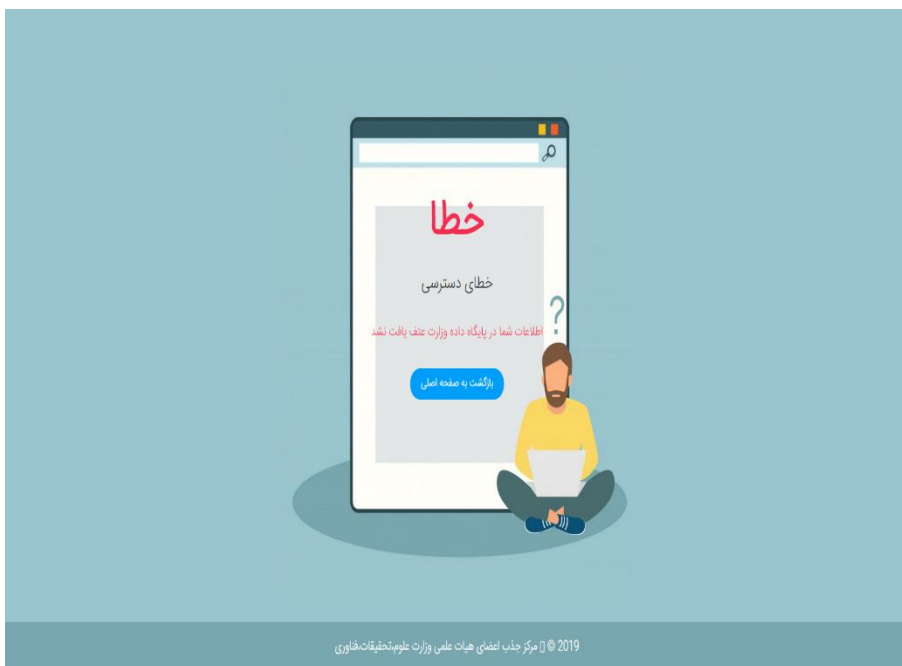 خطا
خطای دسترسی
اطلاعات شما در پایگاه داده وزارت عتف یافت نشد
بازگشت به صفحه اصلی
2019 © ▯ مرکز جذب اعضای هیات علمی وزارت علوم،تحقیقات،فناوری